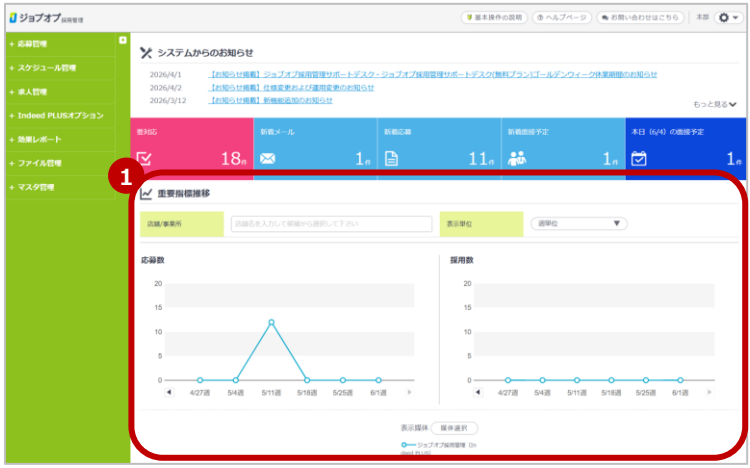 ジョブオプ 採用管理
基本操作の説明 ヘルプページ お問い合わせはこちら 本部
+ 応募管理
+ スケジュール管理
+ 求人管理
+ Indeed PLUSオプション
+ 効果レポート
+ ファイル管理
+ マスタ管理
システムからのお知らせ
2026/4/1 【お知らせ掲載】ジョブオプ採用管理サポートデスク・ジョブオプ採用管理サポートデスク(無料プラン)ゴールデンウィーク休業期間のお知らせ
2026/4/2 【お知らせ掲載】仕様変更および運用変更のお知らせ
2026/3/12 【お知らせ掲載】新機能追加のお知らせ
もっと見る
要対応 新着メール 新着応募 新着面接予定 本日（6/4）の面接予定
18件 1件 11件 1件 1件
1
重要指標推移
店舗/事業所 店舗名を入力して候補から選択して下さい 表示単位 週単位 ▼
応募数 採用数
20 20
15 15
10 10
5 5
0 0
4/27週 5/4週 5/11週 5/18週 5/25週 6/1週 4/27週 5/4週 5/11週 5/18週 5/25週 6/1週
表示媒体 媒体選択
ジョブオプ採用管理（In
deed PLUS）